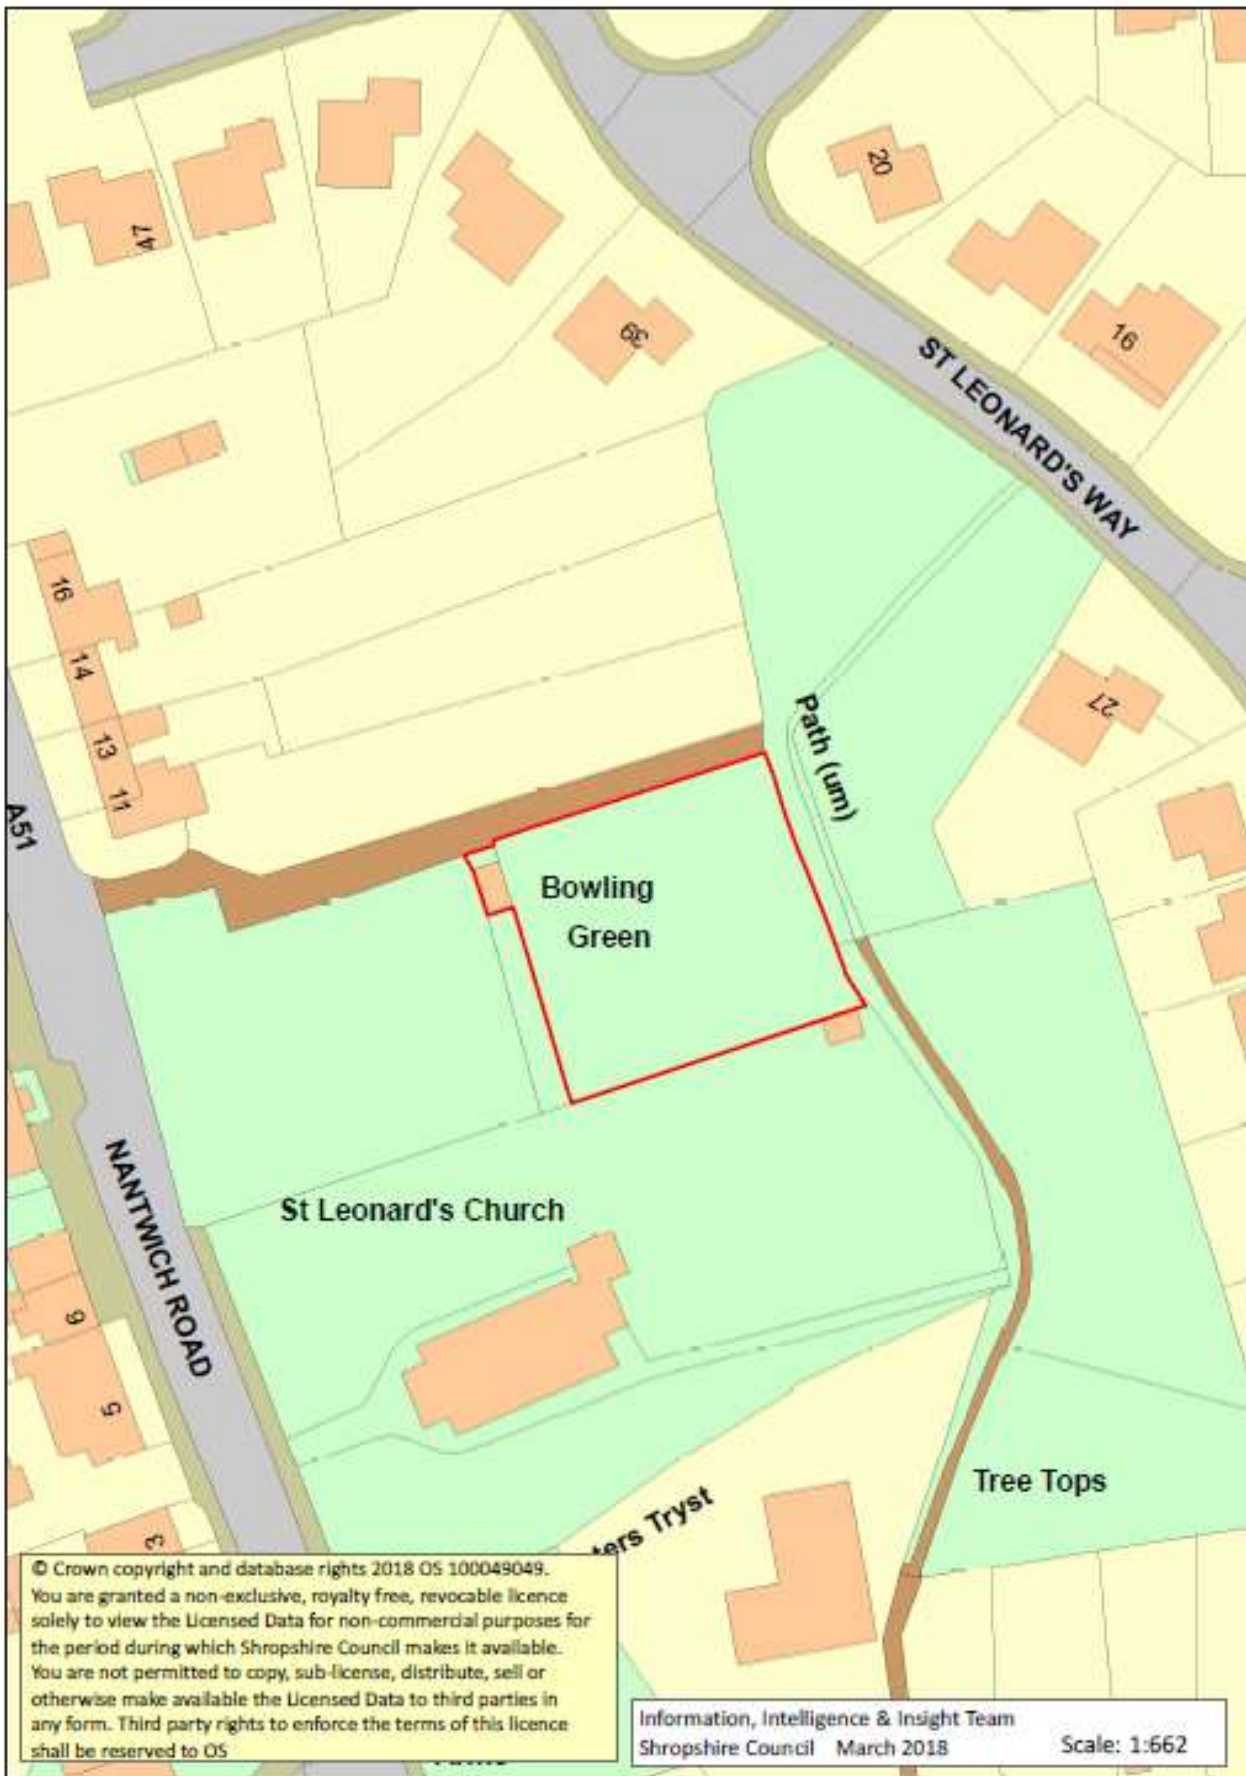 20
47
39
16
ST LEONARD'S WAY
16
14
13
11
27
Path (um)
A51
Bowling
Green
NANTWICH ROAD
St Leonard's Church
9
5
3
Tree Tops
ters Tryst
© Crown copyright and database rights 2018 OS 100049049.
You are granted a non-exclusive, royalty free, revocable licence
solely to view the Licensed Data for non-commercial purposes for
the period during which Shropshire Council makes it available.
You are not permitted to copy, sub-license, distribute, sell or
otherwise make available the Licensed Data to third parties in
any form. Third party rights to enforce the terms of this licence
shall be reserved to OS
Information, Intelligence & Insight Team
Shropshire Council March 2018
Scale: 1:662